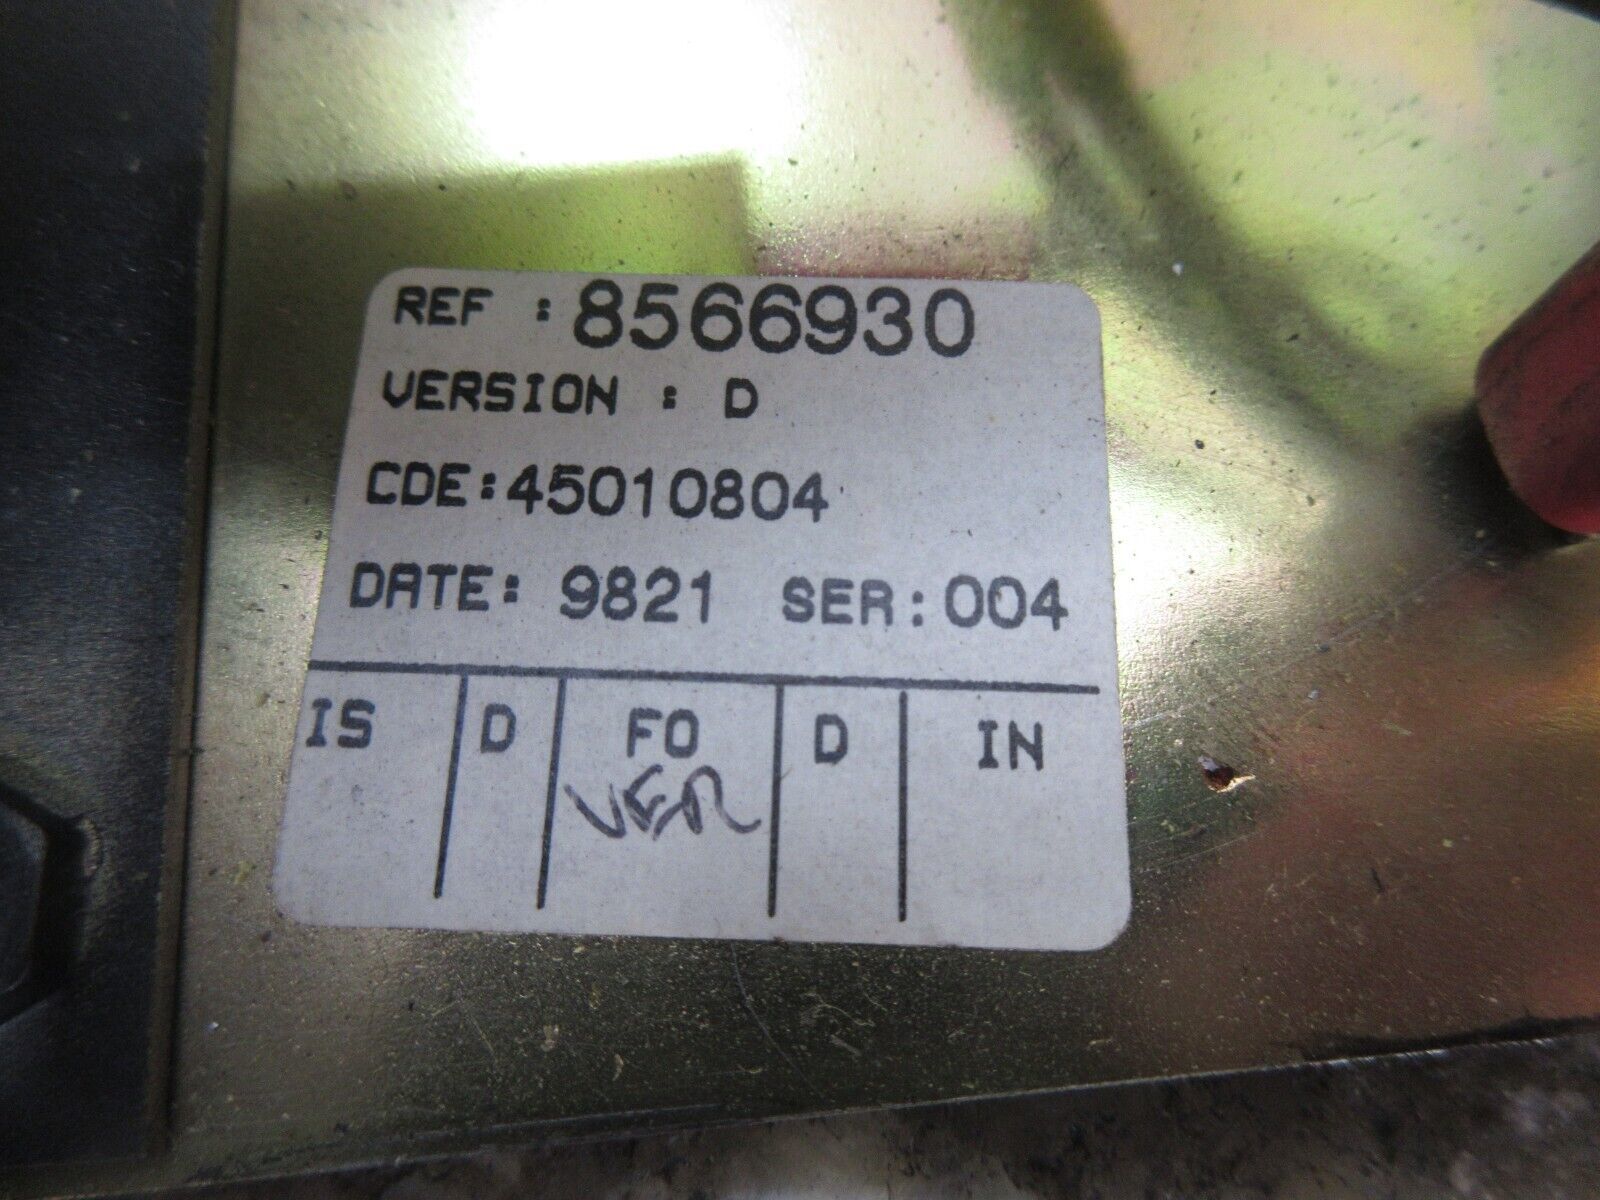 REF : 8566930
VERSION : D
CDE: 45010804
DATE: 9821 SER: 004
IS D FO D IN
VER